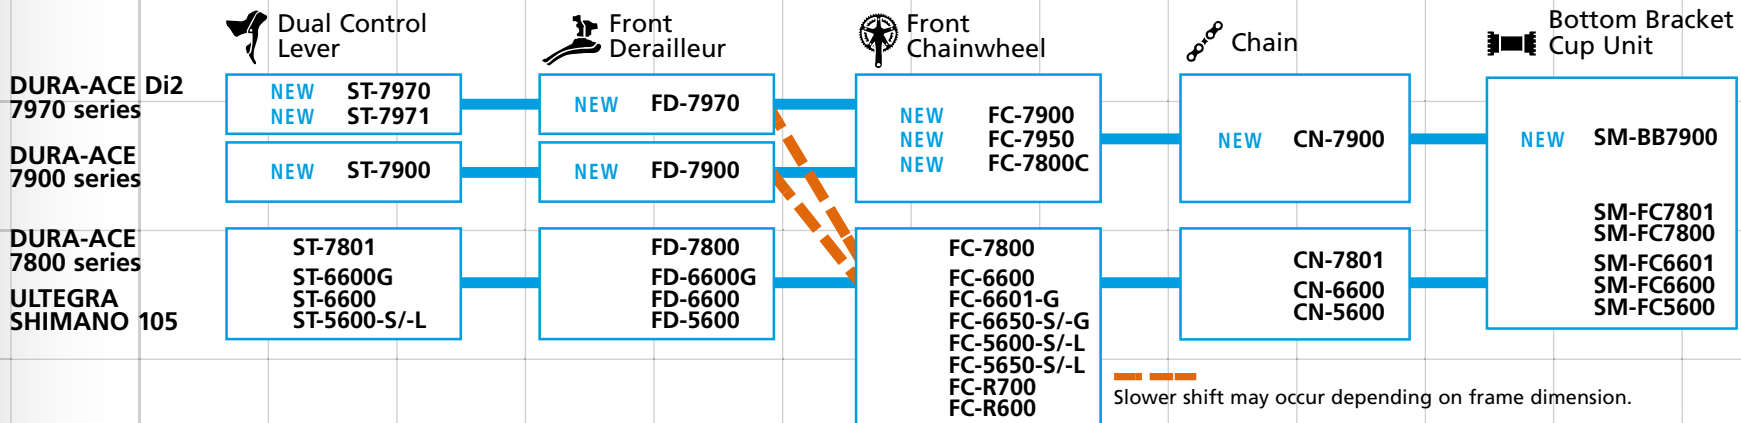 Dual Control
Lever
Front
Derailleur
Front
Chainwheel
Chain
Bottom Bracket
Cup Unit
DURA-ACE Di2
7970 series
NEW ST-7970
NEW ST-7971
NEW FD-7970
DURA-ACE
7900 series
NEW ST-7900
NEW FD-7900
NEW FC-7900
NEW FC-7950
NEW FC-7800C
NEW CN-7900
NEW SM-BB7900
SM-FC7801
SM-FC7800
SM-FC6601
SM-FC6600
SM-FC5600
DURA-ACE
7800 series
ULTEGRA
SHIMANO 105
ST-7801
ST-6600G
ST-6600
ST-5600-S/-L
FD-7800
FD-6600G
FD-6600
FD-5600
FC-7800
FC-6600
FC-6601-G
FC-6650-S/-G
FC-5600-S/-L
FC-5650-S/-L
FC-R700
FC-R600
CN-7801
CN-6600
CN-5600
Slower shift may occur depending on frame dimension.